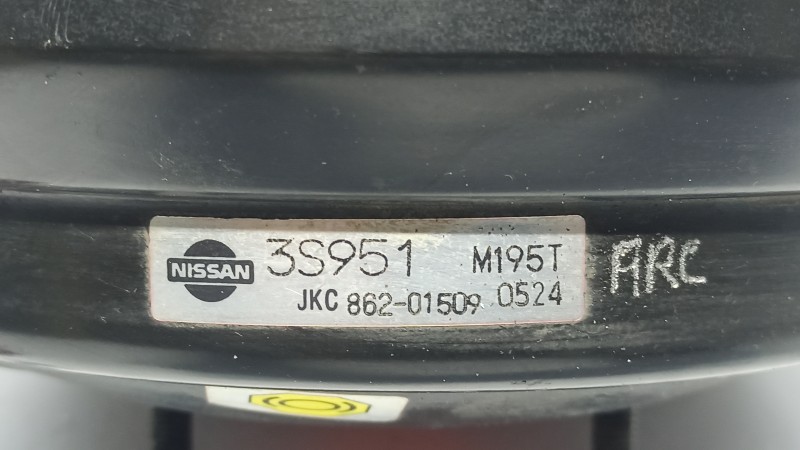 NISSAN 3S951 M195T
JKC 862-01509 0524
ARC